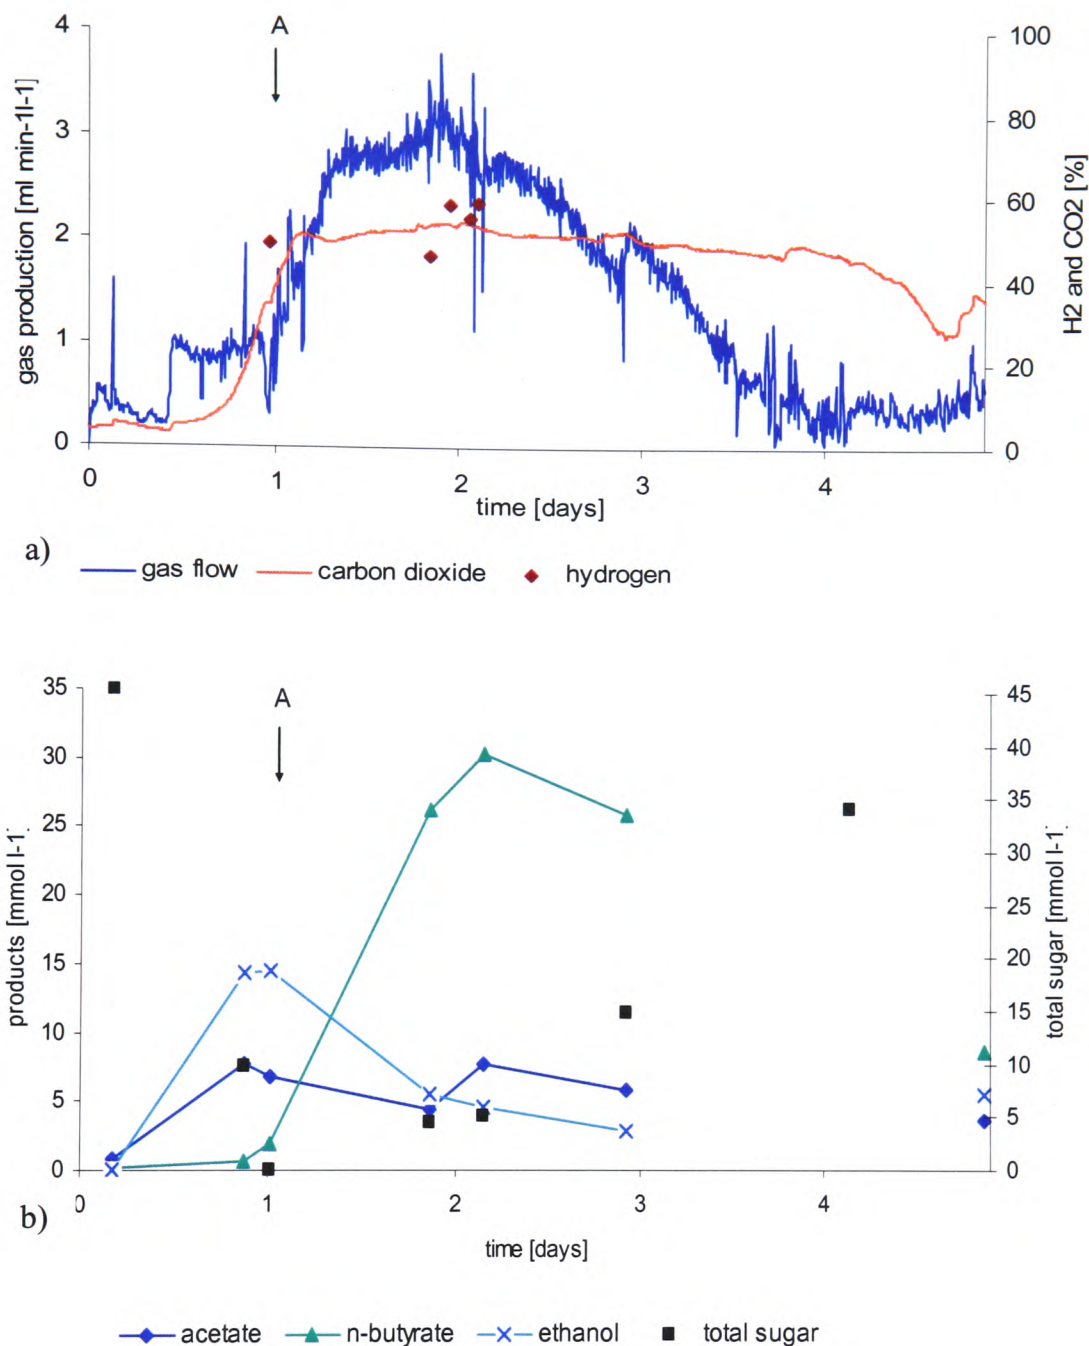 A
4
3
2
1
0
gas production [ml min-1l-1]
100
80
60
40
20
0
H2 and CO2 [%]
0 1 2 3 4
time [days]
a)
gas flow carbon dioxide hydrogen
A
35
30
25
20
15
10
5
0
products [mmol l-1]
45
40
35
30
25
20
15
10
5
0
total sugar [mmol l-1]
0 1 2 3 4
time [days]
b)
acetate n-butyrate ethanol total sugar